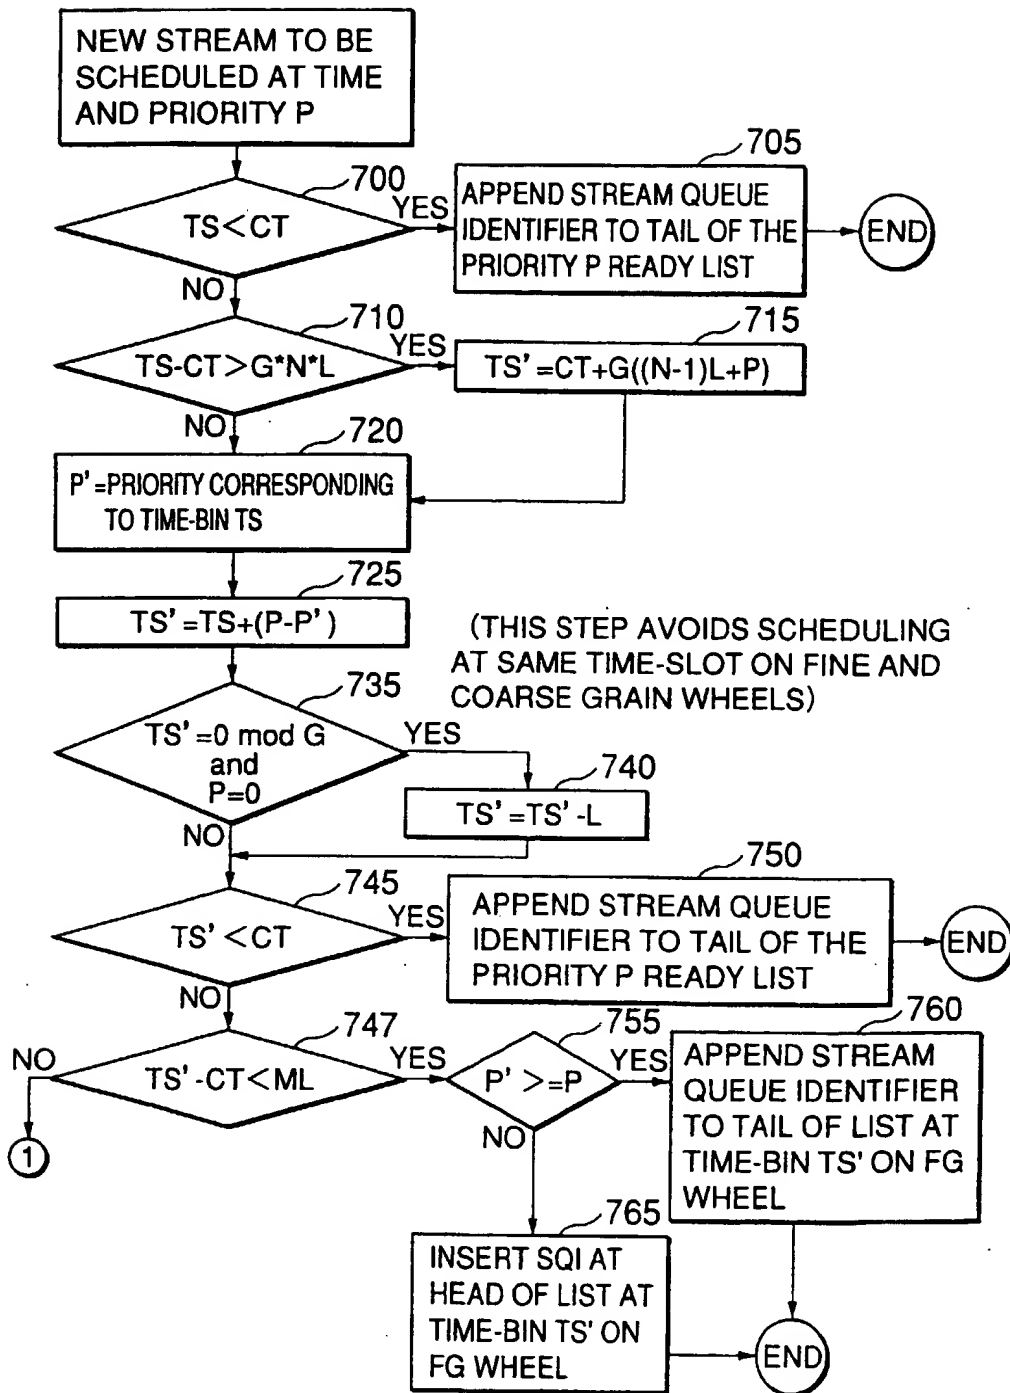 NEW STREAM TO BE
SCHEDULED AT TIME
AND PRIORITY P
700
TS<CT
YES
NO
705
APPEND STREAM QUEUE
IDENTIFIER TO TAIL OF THE
PRIORITY P READY LIST
END
710
TS-CT>G*N*L
YES
NO
715
TS'=CT+G((N-1)L+P)
720
P'=PRIORITY CORRESPONDING
TO TIME-BIN TS
725
TS'=TS+(P-P')
(THIS STEP AVOIDS SCHEDULING
AT SAME TIME-SLOT ON FINE AND
COARSE GRAIN WHEELS)
735
TS'=0 mod G
and
P=0
YES
NO
740
TS'=TS'-L
745
TS'<CT
YES
NO
750
APPEND STREAM QUEUE
IDENTIFIER TO TAIL OF THE
PRIORITY P READY LIST
END
747
TS'-CT<ML
NO
YES
1
755
P'>=P
YES
NO
760
APPEND STREAM
QUEUE IDENTIFIER
TO TAIL OF LIST AT
TIME-BIN TS' ON FG
WHEEL
765
INSERT SQI AT
HEAD OF LIST AT
TIME-BIN TS' ON
FG WHEEL
END